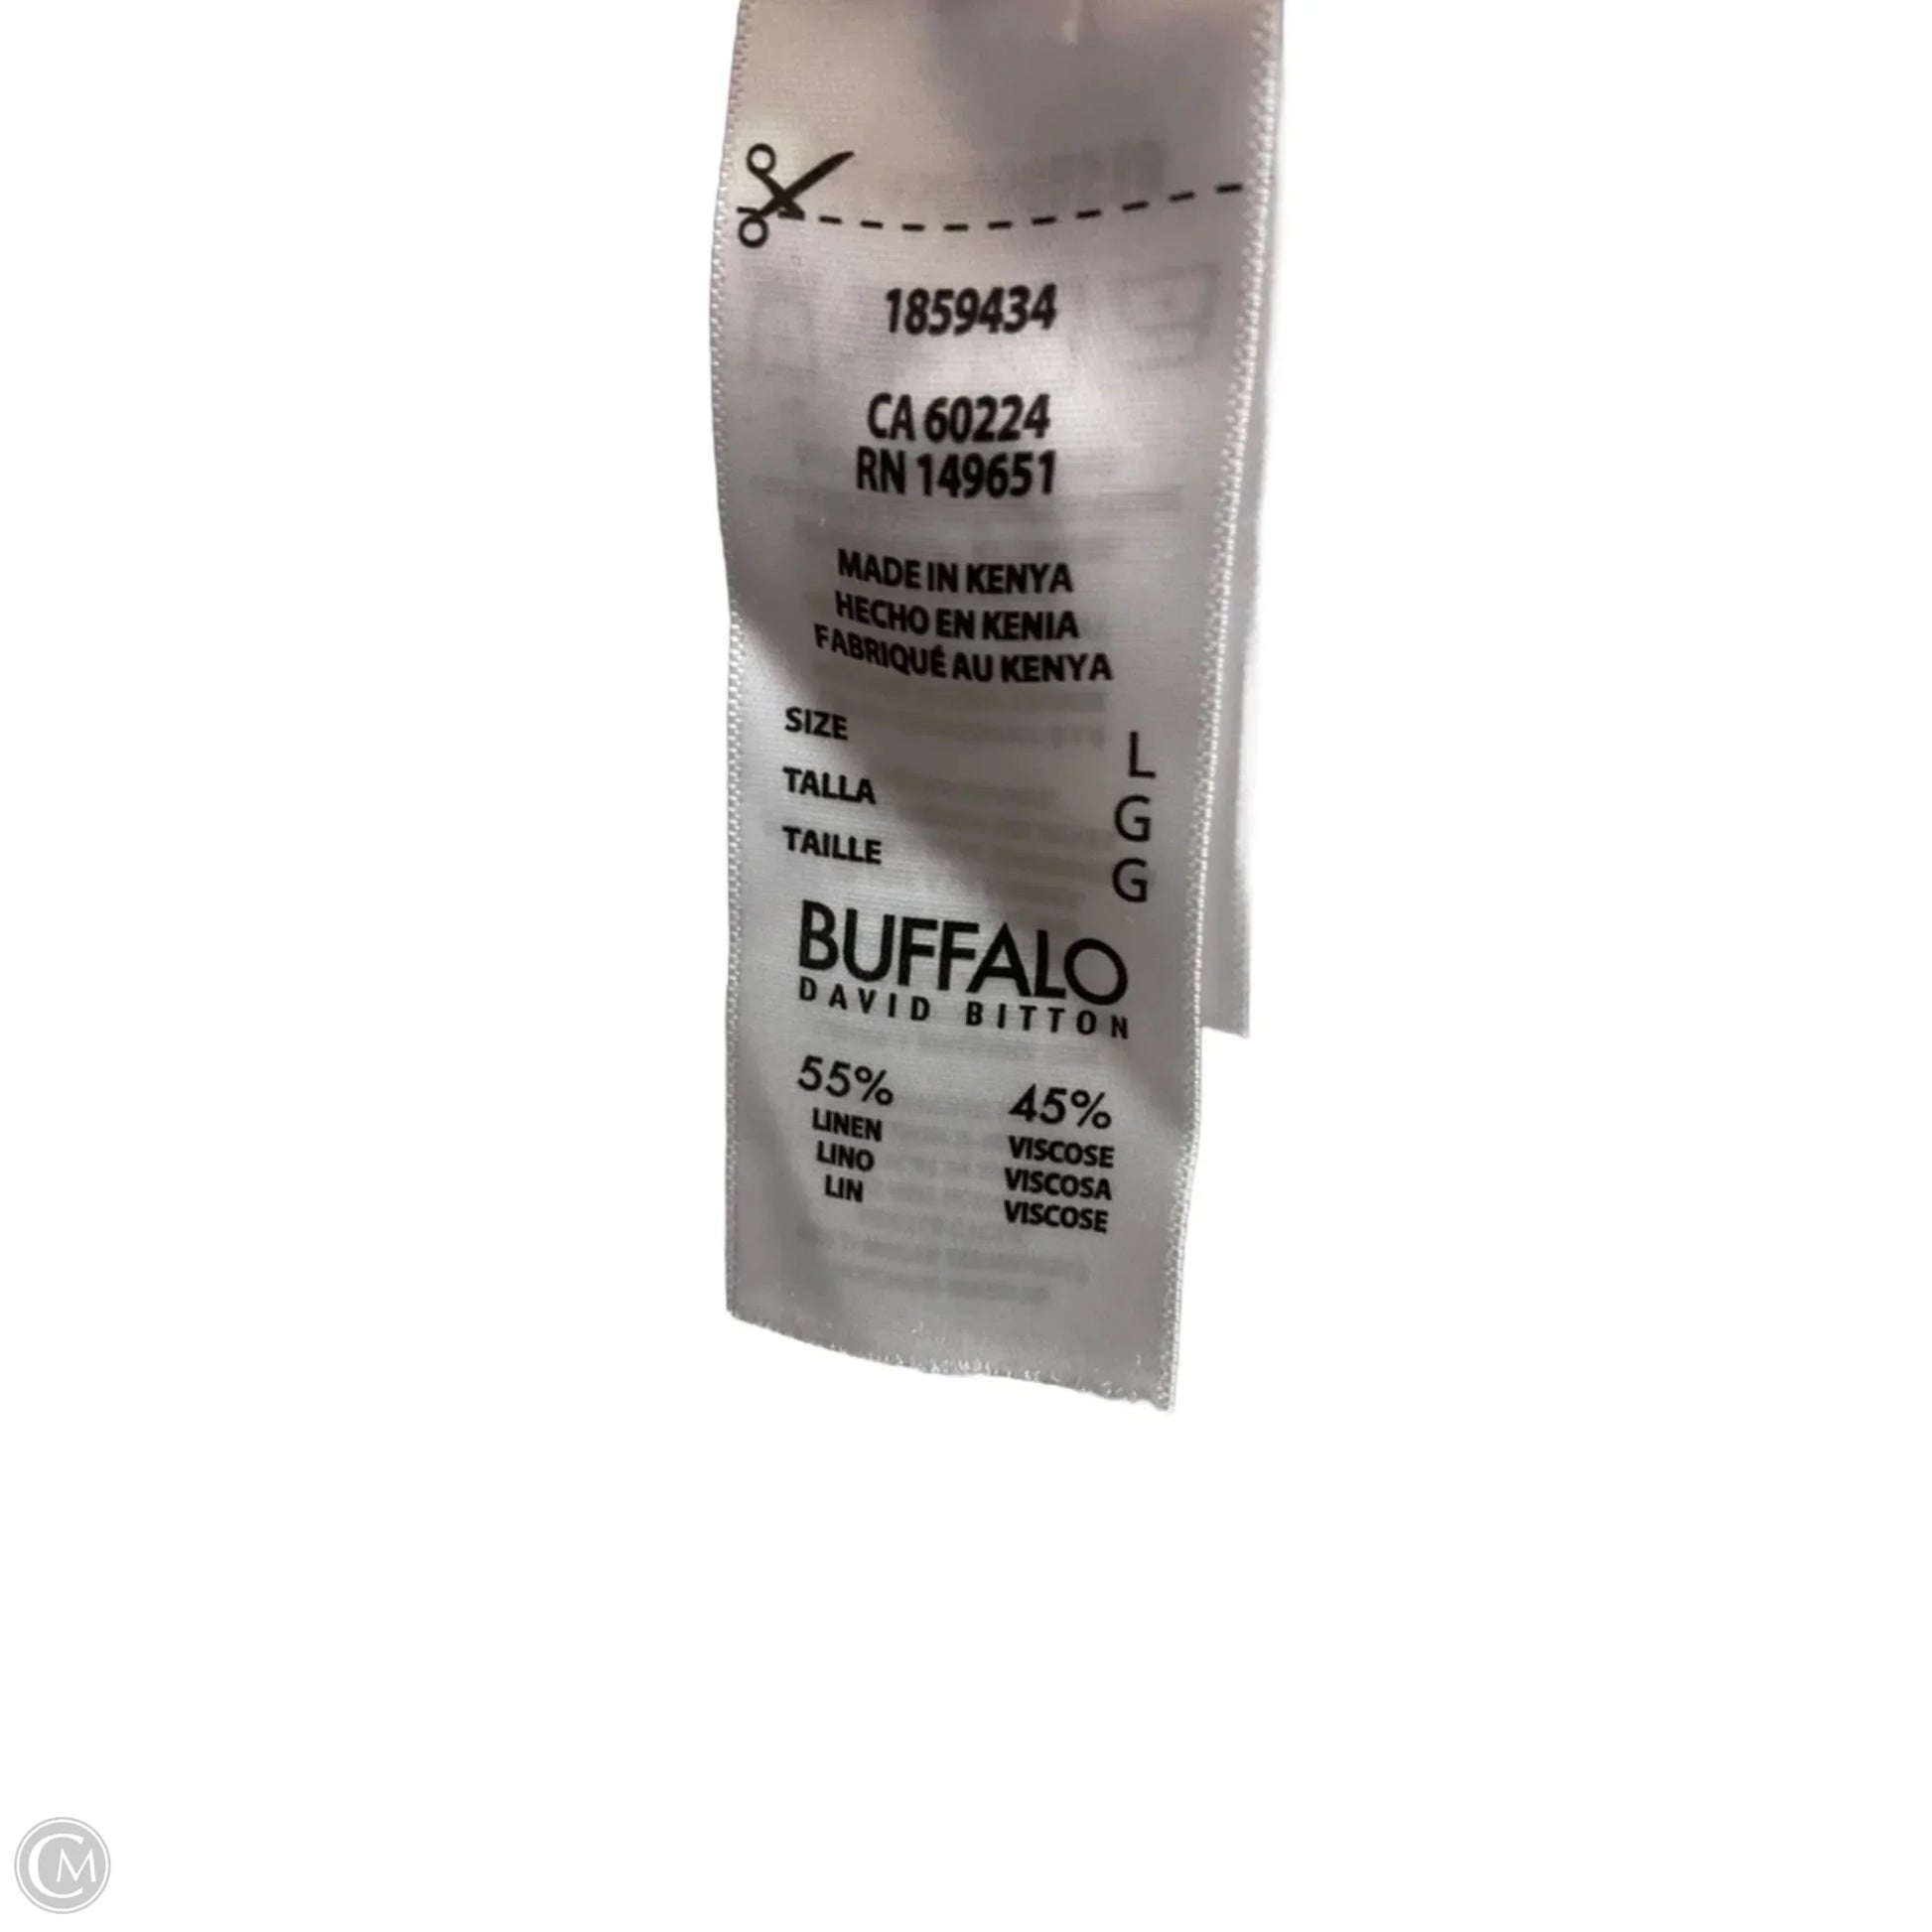 1859434
CA 60224
RN 149651
MADE IN KENYA
HECHO EN KENIA
FABRIQUÉ AU KENYA
SIZE L
TALLA G
TAILLE G
BUFFALO
DAVID BITTON
55% 45%
LINEN VISCOSE
LINO VISCOSA
LIN VISCOSE
CM